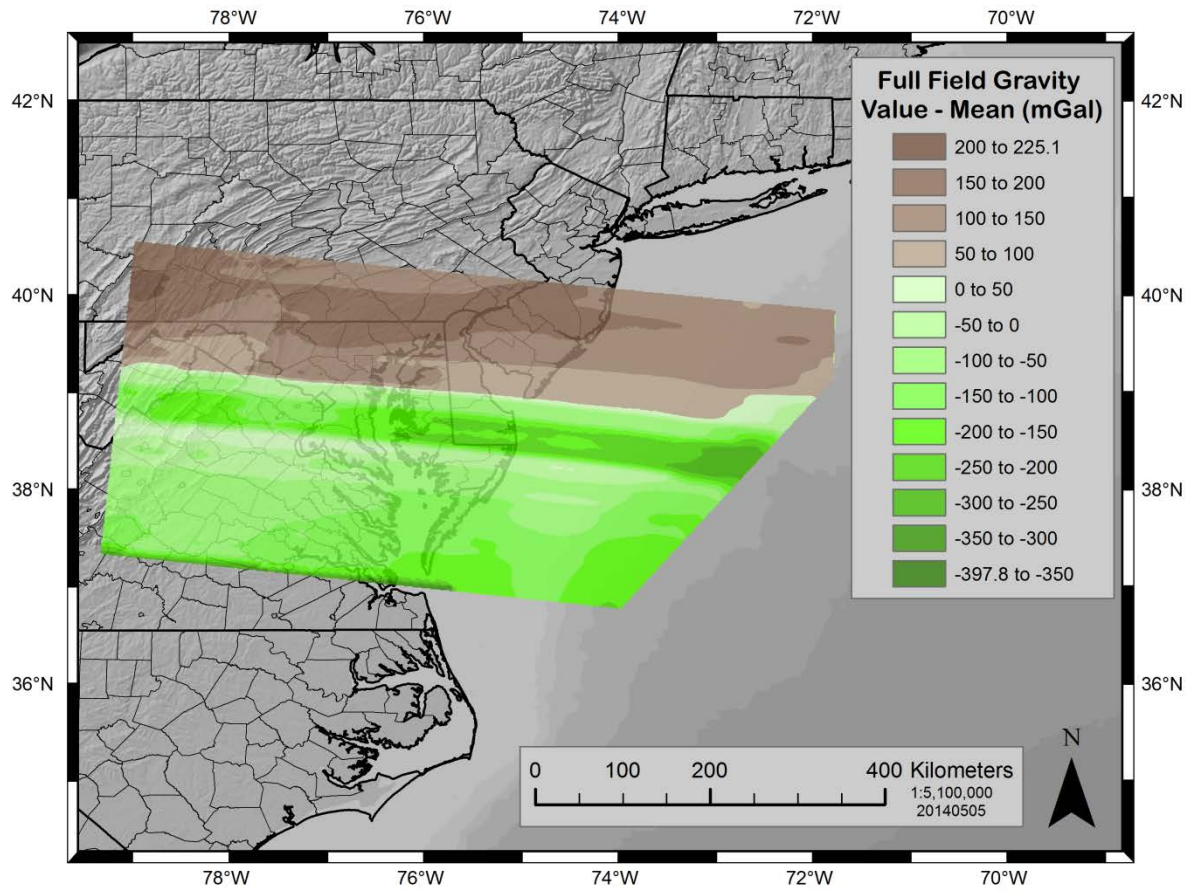 78°W 76°W 74°W 72°W 70°W
42°N 42°N
40°N 40°N
38°N 38°N
36°N 36°N
Full Field Gravity
Value - Mean (mGal)
200 to 225.1
150 to 200
100 to 150
50 to 100
0 to 50
-50 to 0
-100 to -50
-150 to -100
-200 to -150
-250 to -200
-300 to -250
-350 to -300
-397.8 to -350
0 100 200 400 Kilometers
1:5,100,000
20140505
N
78°W 76°W 74°W 72°W 70°W